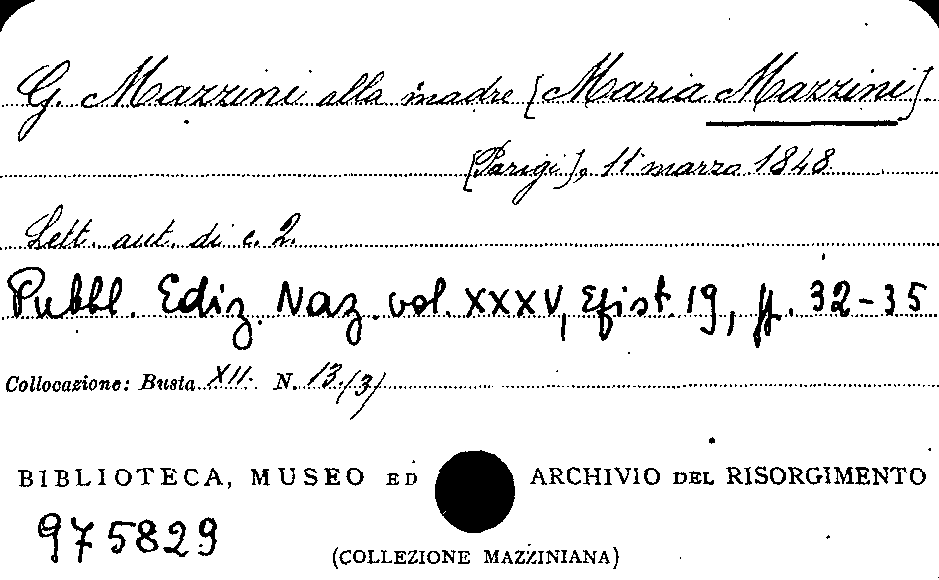 G. Mazzini alla madre [Maria Mazzini].
[Parigi], 11 marzo 1848.
Lett. aut. di c. 2.
Pubbl. Ediz. Naz. vol. XXXV, Epist. 19, pp. 32-35
Collocazione: Busta XII. N. 13.(3)
BIBLIOTECA, MUSEO ED ARCHIVIO DEL RISORGIMENTO
975829
(COLLEZIONE MAZZINIANA)